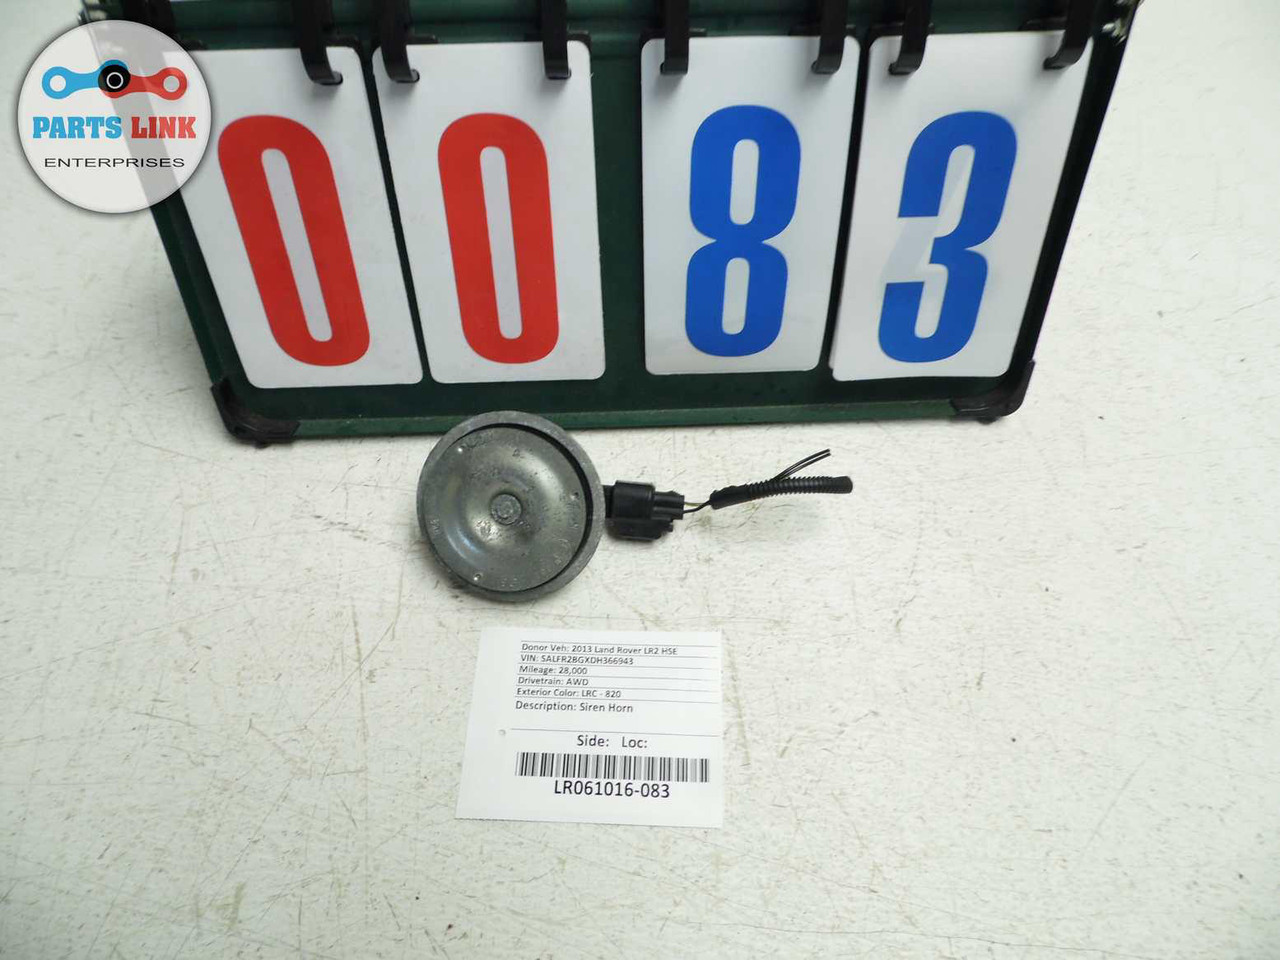 PARTS LINK
ENTERPRISES
0 0 8 3
Donor Veh: 2013 Land Rover LR2 HSE
VIN: SALFR2BGXDH366943
Mileage: 28,000
Drivetrain: AWD
Exterior Color: LRC - 820
Description: Siren Horn
Side: Loc:
LR061016-083